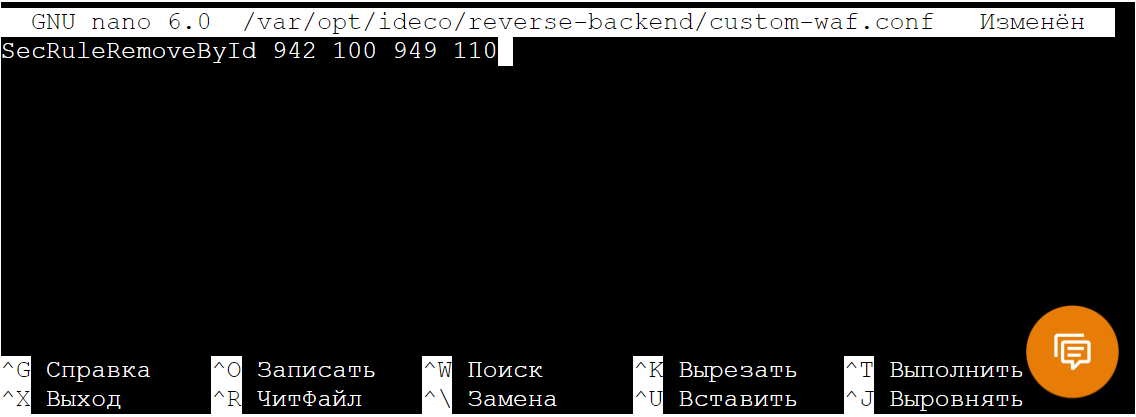 GNU nano 6.0 /var/opt/ideco/reverse-backend/custom-waf.conf Изменён
SecRuleRemoveById 942 100 949 110
^G Справка ^O Записать ^W Поиск ^K Вырезать ^T Выполнить
^X Выход ^R ЧитФайл ^\ Замена ^U Вставить ^J Выровнять